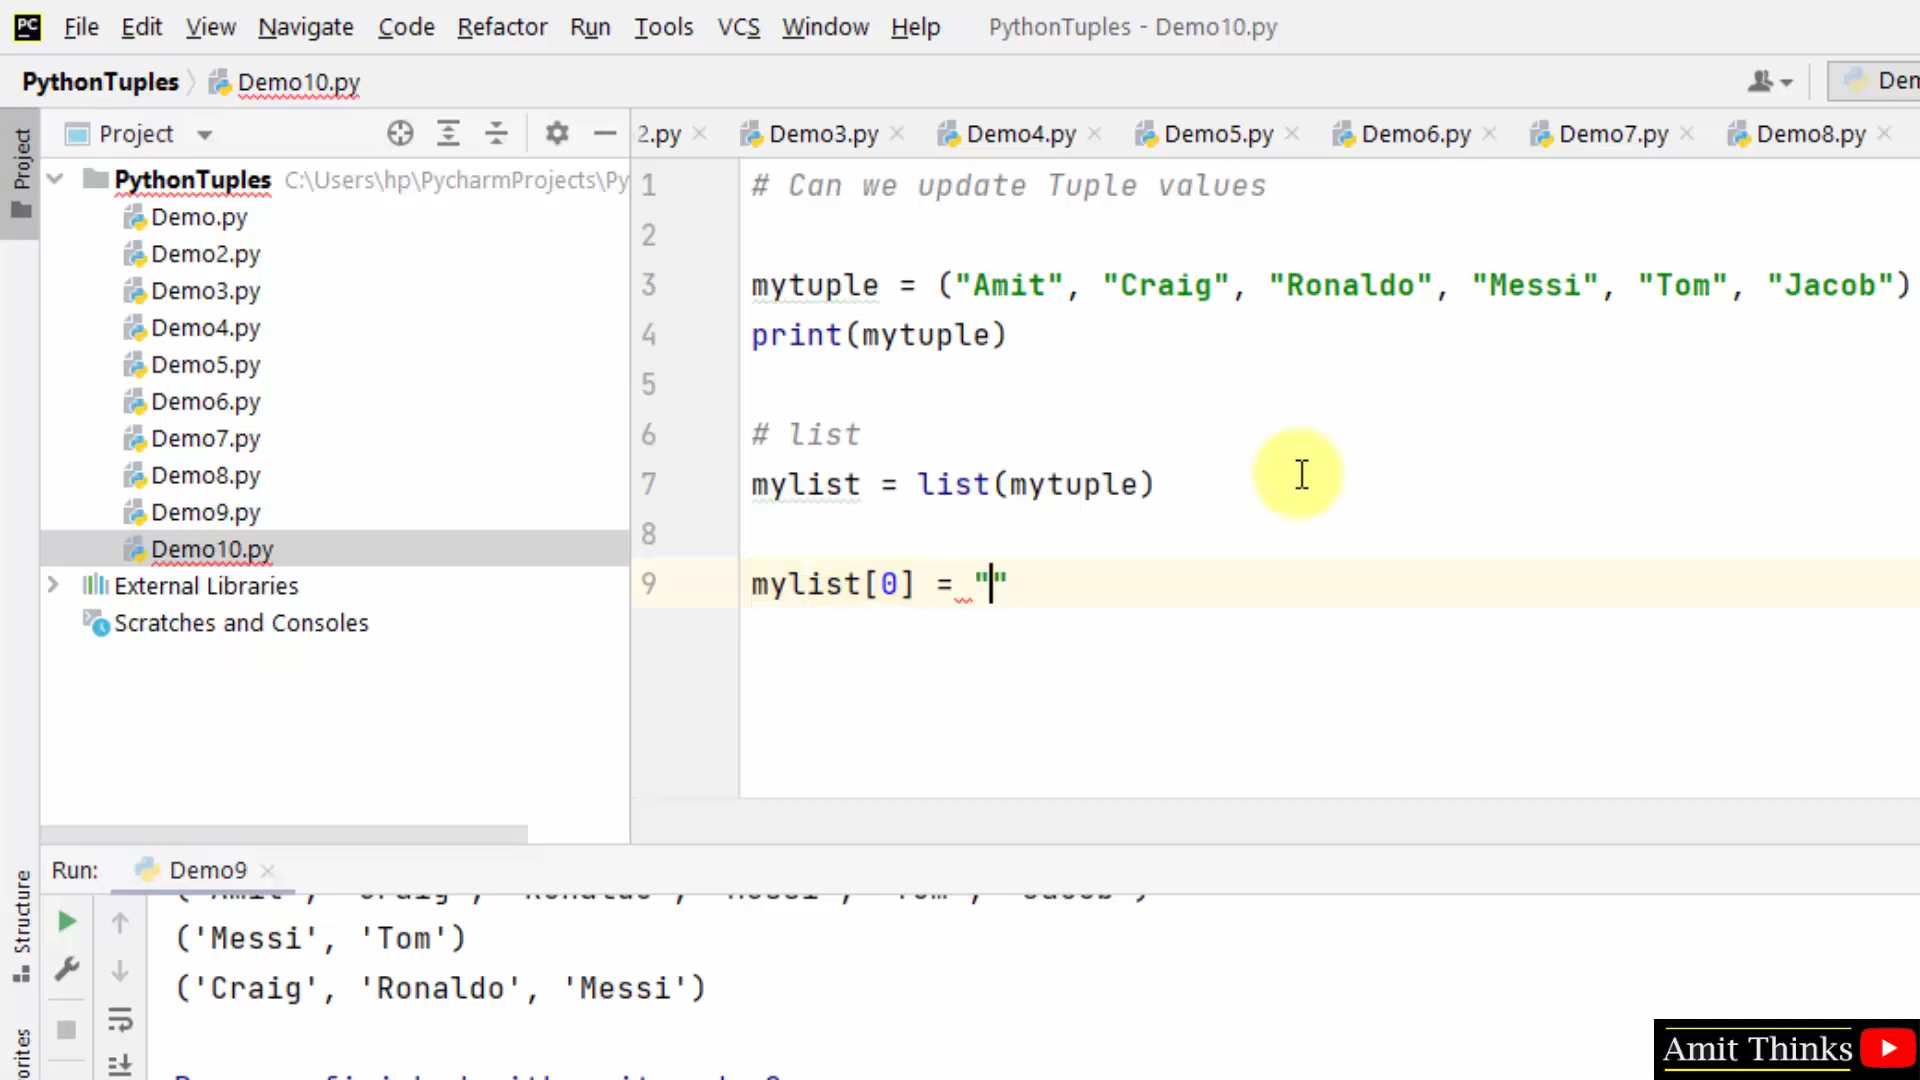 PC File Edit View Navigate Code Refactor Run Tools VCS Window Help PythonTuples - Demo10.py
PythonTuples Demo10.py
Project 2.py Demo3.py Demo4.py Demo5.py Demo6.py Demo7.py Demo8.py
Project
PythonTuples C:\Users\hp\PycharmProjects\Py
Demo.py
Demo2.py
Demo3.py
Demo4.py
Demo5.py
Demo6.py
Demo7.py
Demo8.py
Demo9.py
Demo10.py
External Libraries
Scratches and Consoles
1 # Can we update Tuple values
2
3 mytuple = ("Amit", "Craig", "Ronaldo", "Messi", "Tom", "Jacob")
4 print(mytuple)
5
6 # list
7 mylist = list(mytuple)
8
9 mylist[0] = ""
Structure
Run: Demo9
('Messi', 'Tom')
('Craig', 'Ronaldo', 'Messi')
Amit Thinks